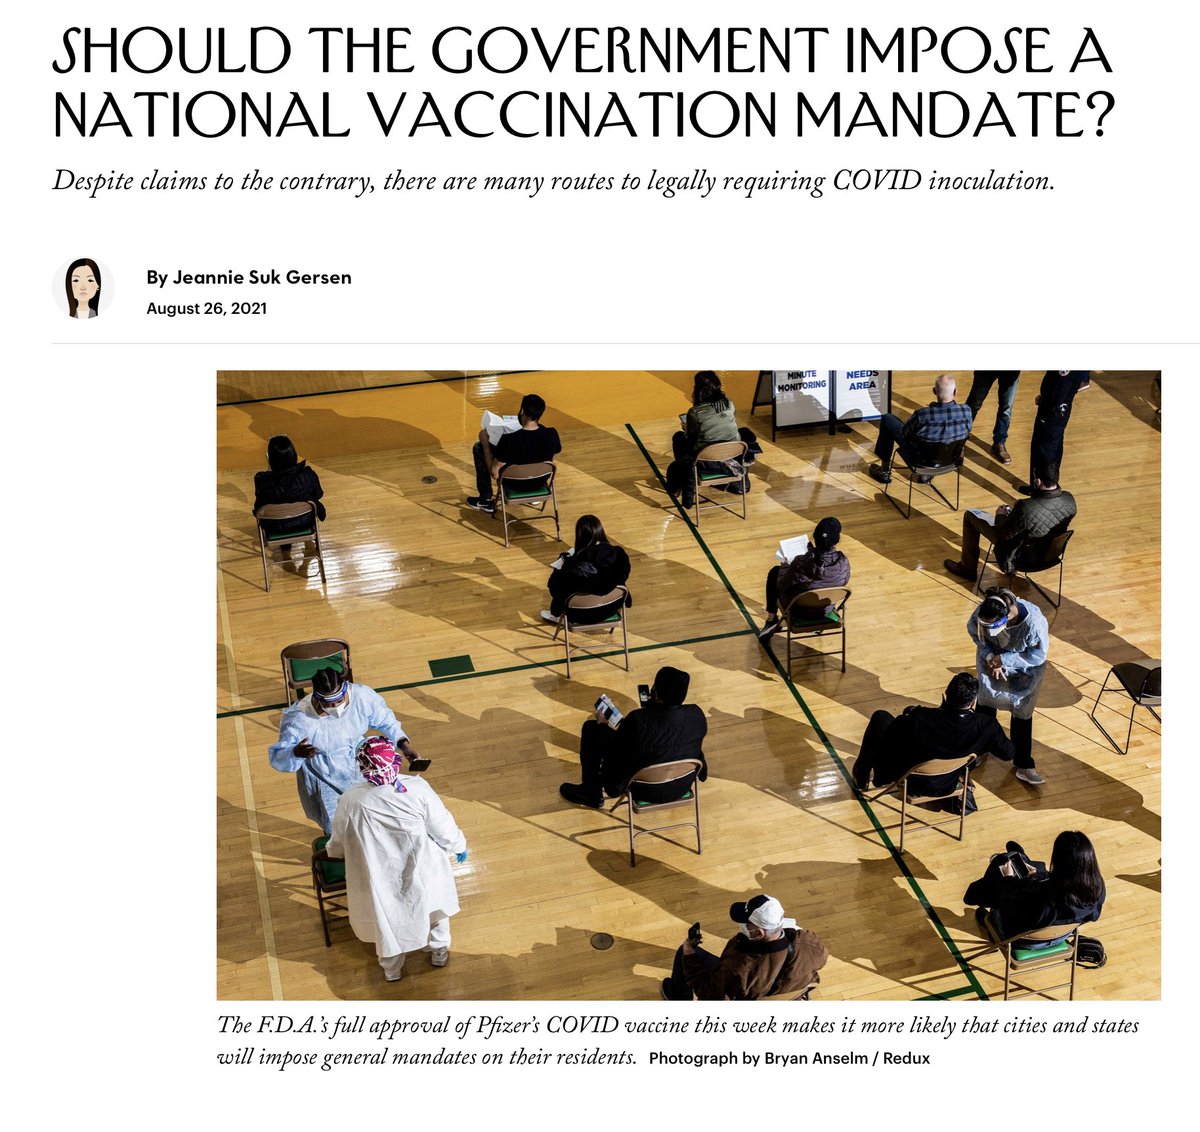 SHOULD THE GOVERNMENT IMPOSE A
NATIONAL VACCINATION MANDATE?
Despite claims to the contrary, there are many routes to legally requiring COVID inoculation.
By Jeannie Suk Gersen
August 26, 2021
MINUTE
MONITORING
NEEDS
AREA
The F.D.A.'s full approval of Pfizer's COVID vaccine this week makes it more likely that cities and states
will impose general mandates on their residents. Photograph by Bryan Anselm / Redux